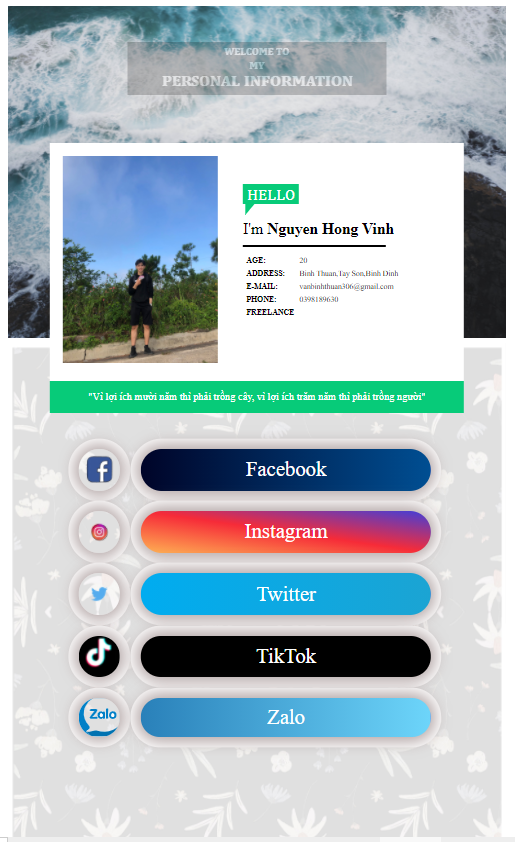 WELCOME TO
MY
PERSONAL INFORMATION
HELLO
I'm Nguyen Hong Vinh
AGE: 20
ADDRESS: Binh Thuan,Tay Son,Binh Dinh
E-MAIL: vanbinhthuan306@gmail.com
PHONE: 0398189630
FREELANCE
"Vì lợi ích mười năm thì phải trồng cây, vì lợi ích trăm năm thì phải trồng người"
Facebook
Instagram
Twitter
TikTok
Zalo
Zalo